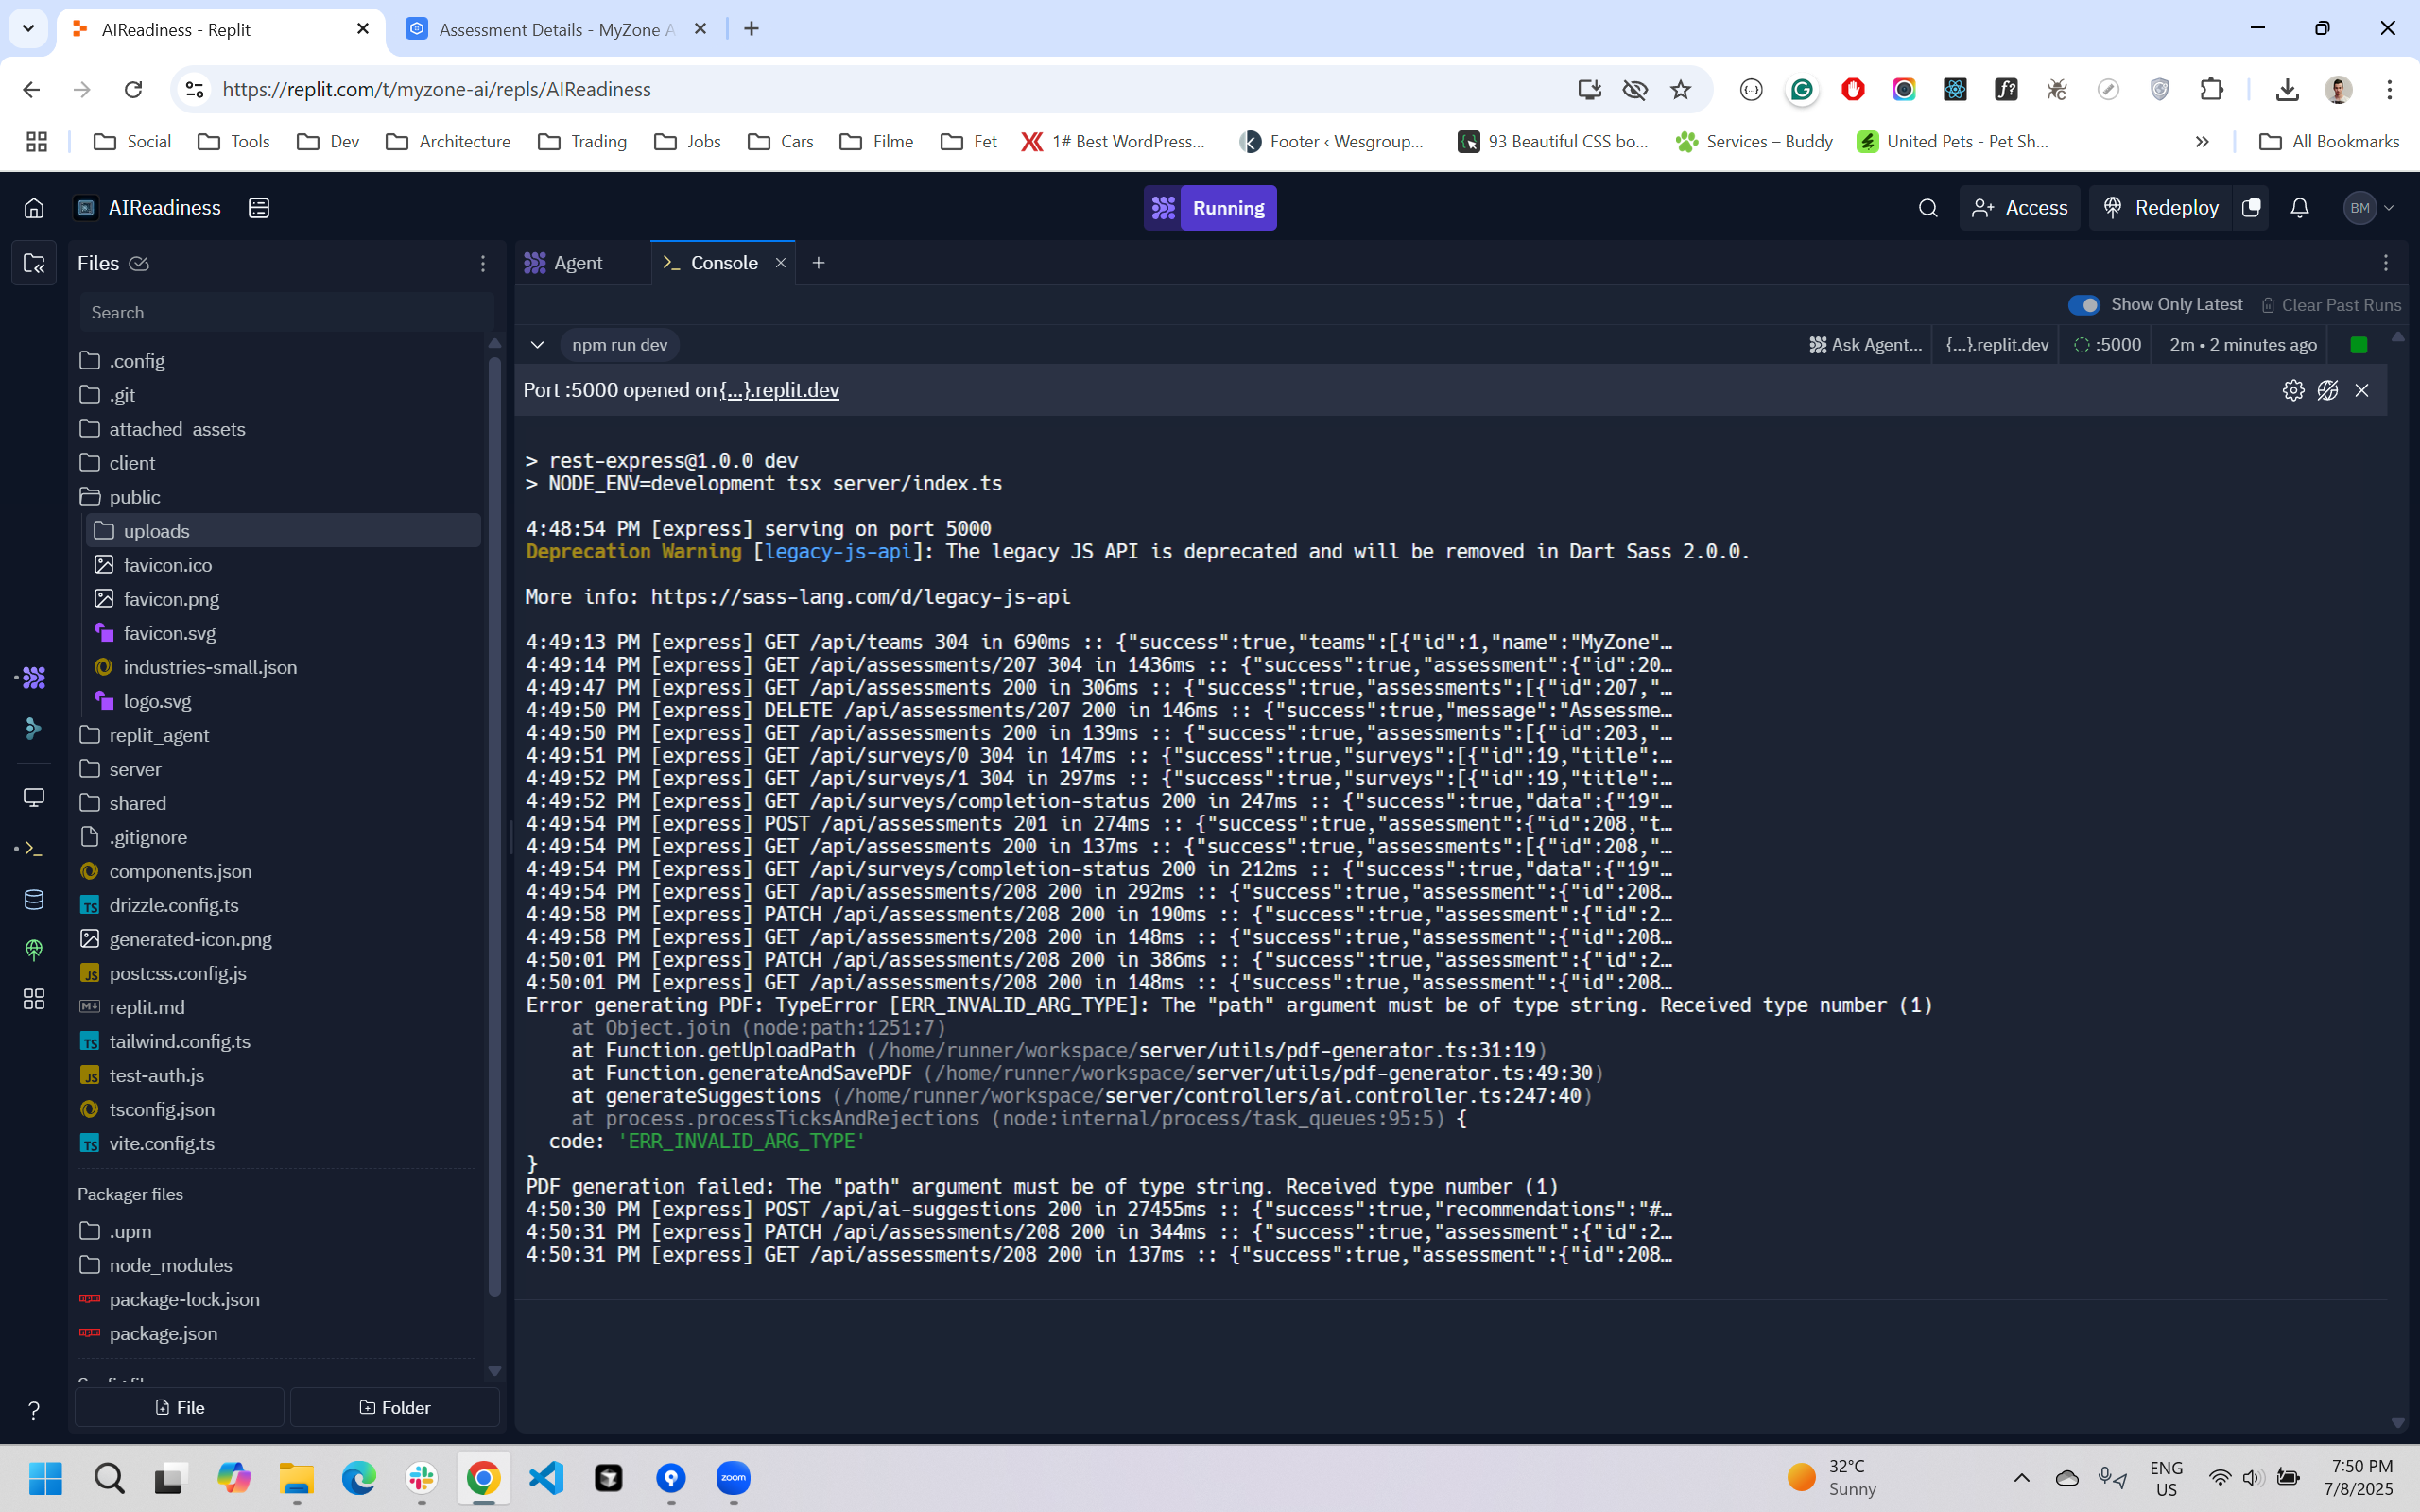 AIReadiness - Replit
Assessment Details - MyZone A
https://replit.com/t/myzone-ai/repls/AIReadiness
Social
Tools
Dev
Architecture
Trading
Jobs
Cars
Filme
Fet
1# Best WordPress...
Footer ‹ Wesgroup...
93 Beautiful CSS bo...
Services – Buddy
United Pets - Pet Sh...
All Bookmarks
AIReadiness
Running
Access
Redeploy
BM
Files
Agent
Console
Search
Show Only Latest
Clear Past Runs
npm run dev
Ask Agent...
{...}.replit.dev
:5000
2m • 2 minutes ago
Port :5000 opened on {...}.replit.dev
.config
.git
attached_assets
client
public
uploads
favicon.ico
favicon.png
favicon.svg
industries-small.json
logo.svg
replit_agent
server
shared
.gitignore
components.json
drizzle.config.ts
generated-icon.png
postcss.config.js
replit.md
tailwind.config.ts
test-auth.js
tsconfig.json
vite.config.ts
Packager files
.upm
node_modules
package-lock.json
package.json
File
Folder
> rest-express@1.0.0 dev
> NODE_ENV=development tsx server/index.ts
4:48:54 PM [express] serving on port 5000
Deprecation Warning [legacy-js-api]: The legacy JS API is deprecated and will be removed in Dart Sass 2.0.0.
More info: https://sass-lang.com/d/legacy-js-api
4:49:13 PM [express] GET /api/teams 304 in 690ms :: {"success":true,"teams":[{"id":1,"name":"MyZone"…
4:49:14 PM [express] GET /api/assessments/207 304 in 1436ms :: {"success":true,"assessment":{"id":20…
4:49:47 PM [express] GET /api/assessments 200 in 306ms :: {"success":true,"assessments":[{"id":207,"…
4:49:50 PM [express] DELETE /api/assessments/207 200 in 146ms :: {"success":true,"message":"Assessme…
4:49:50 PM [express] GET /api/assessments 200 in 139ms :: {"success":true,"assessments":[{"id":203,"…
4:49:51 PM [express] GET /api/surveys/0 304 in 147ms :: {"success":true,"surveys":[{"id":19,"title":…
4:49:52 PM [express] GET /api/surveys/1 304 in 297ms :: {"success":true,"surveys":[{"id":19,"title":…
4:49:52 PM [express] GET /api/surveys/completion-status 200 in 247ms :: {"success":true,"data":{"19"…
4:49:54 PM [express] POST /api/assessments 201 in 274ms :: {"success":true,"assessment":{"id":208,"t…
4:49:54 PM [express] GET /api/assessments 200 in 137ms :: {"success":true,"assessments":[{"id":208,"…
4:49:54 PM [express] GET /api/surveys/completion-status 200 in 212ms :: {"success":true,"data":{"19"…
4:49:54 PM [express] GET /api/assessments/208 200 in 292ms :: {"success":true,"assessment":{"id":208…
4:49:58 PM [express] PATCH /api/assessments/208 200 in 190ms :: {"success":true,"assessment":{"id":2…
4:49:58 PM [express] GET /api/assessments/208 200 in 148ms :: {"success":true,"assessment":{"id":208…
4:50:01 PM [express] PATCH /api/assessments/208 200 in 386ms :: {"success":true,"assessment":{"id":2…
4:50:01 PM [express] GET /api/assessments/208 200 in 148ms :: {"success":true,"assessment":{"id":208…
Error generating PDF: TypeError [ERR_INVALID_ARG_TYPE]: The "path" argument must be of type string. Received type number (1)
at Object.join (node:path:1251:7)
at Function.getUploadPath (/home/runner/workspace/server/utils/pdf-generator.ts:31:19)
at Function.generateAndSavePDF (/home/runner/workspace/server/utils/pdf-generator.ts:49:30)
at generateSuggestions (/home/runner/workspace/server/controllers/ai.controller.ts:247:40)
at process.processTicksAndRejections (node:internal/process/task_queues:95:5) {
code: 'ERR_INVALID_ARG_TYPE'
}
PDF generation failed: The "path" argument must be of type string. Received type number (1)
4:50:30 PM [express] POST /api/ai-suggestions 200 in 27455ms :: {"success":true,"recommendations":"#…
4:50:31 PM [express] PATCH /api/assessments/208 200 in 344ms :: {"success":true,"assessment":{"id":2…
4:50:31 PM [express] GET /api/assessments/208 200 in 137ms :: {"success":true,"assessment":{"id":208…
zoom
32°C
Sunny
ENG
US
7:50 PM
7/8/2025